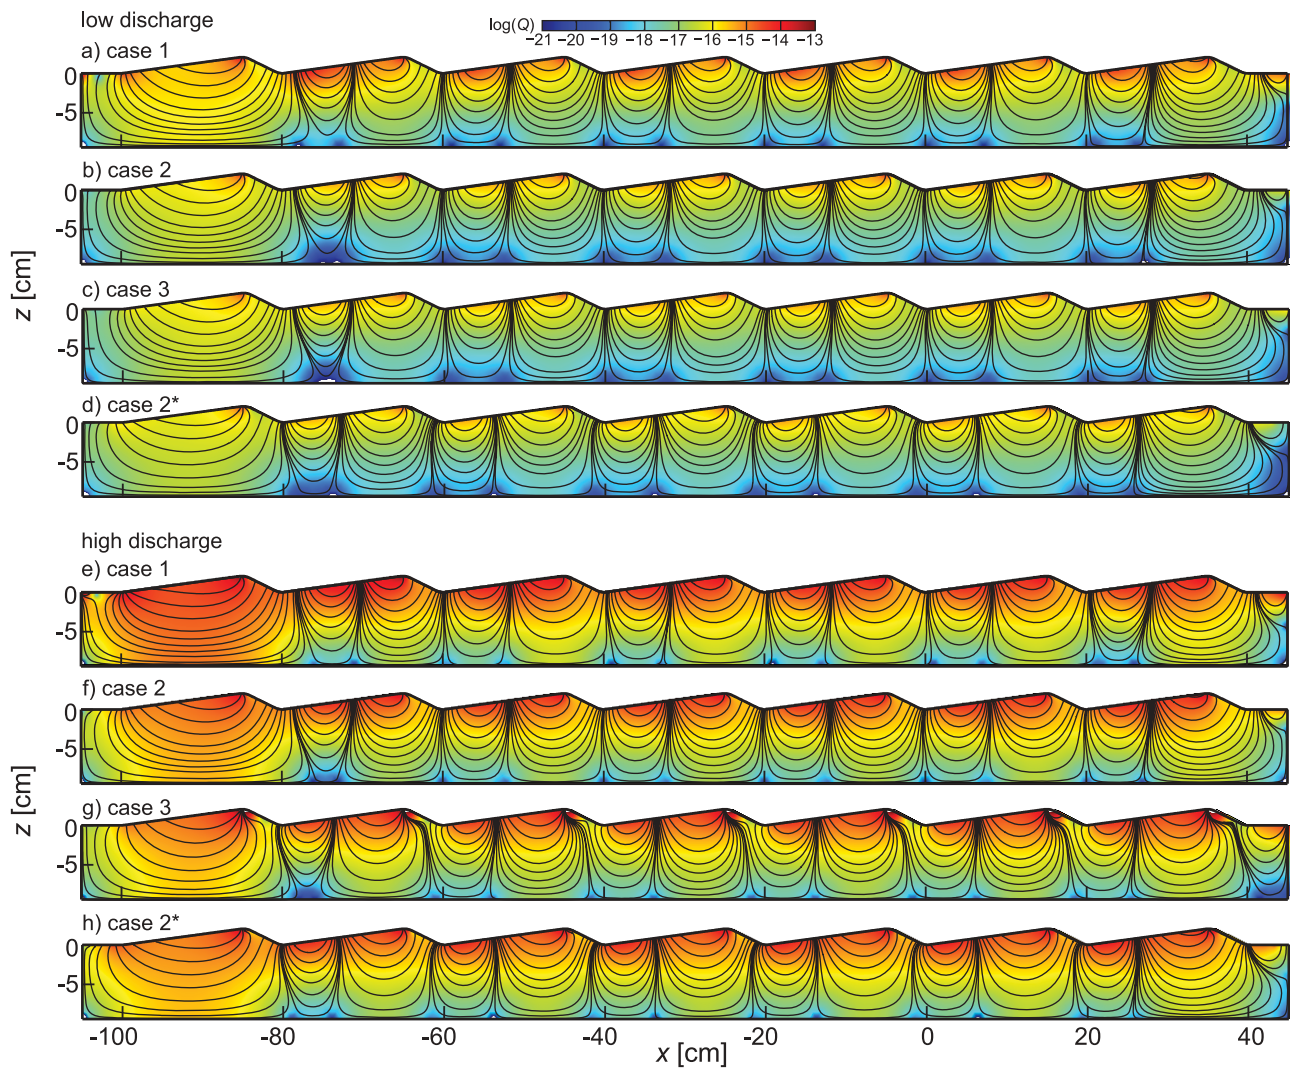 low discharge
log(Q)
-21 -20 -19 -18 -17 -16 -15 -14 -13
a) case 1
0
-5
b) case 2
0
-5
c) case 3
0
-5
d) case 2*
0
-5
z [cm]
high discharge
e) case 1
0
-5
f) case 2
0
-5
g) case 3
0
-5
h) case 2*
0
-5
z [cm]
-100 -80 -60 -40 -20 0 20 40
x [cm]